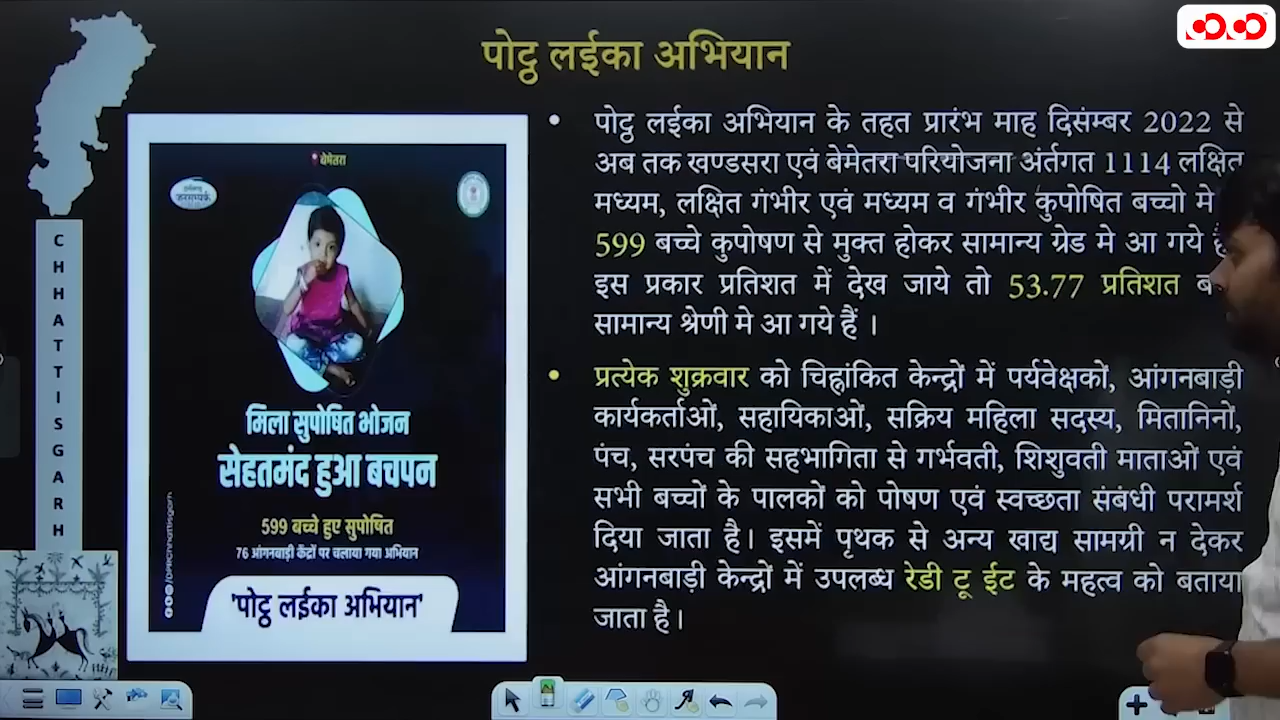 पोट्ठ लईका अभियान
CHHATTISGARH
बेमेतरा
जनसम्पर्क
मिला सुपोषित भोजन
सेहतमंद हुआ बचपन
599 बच्चे हुए सुपोषित
76 आंगनबाड़ी केंद्रों पर चलाया गया अभियान
'पोट्ठ लईका अभियान'
• पोट्ठ लईका अभियान के तहत प्रारंभ माह दिसंम्बर 2022 से
अब तक खण्डसरा एवं बेमेतरा परियोजना अंर्तगत 1114 लक्षित
मध्यम, लक्षित गंभीर एवं मध्यम व गंभीर कुपोषित बच्चो मे
599 बच्चे कुपोषण से मुक्त होकर सामान्य ग्रेड मे आ गये
इस प्रकार प्रतिशत में देख जाये तो 53.77 प्रतिशत
सामान्य श्रेणी मे आ गये हैं ।
• प्रत्येक शुक्रवार को चिह्नांकित केन्द्रों में पर्यवेक्षकों, आंगनबाड़ी
कार्यकर्ताओं, सहायिकाओं, सक्रिय महिला सदस्य, मितानिनों,
पंच, सरपंच की सहभागिता से गर्भवती, शिशुवती माताओं एवं
सभी बच्चों के पालकों को पोषण एवं स्वच्छता संबंधी परामर्श
दिया जाता है। इसमें पृथक से अन्य खाद्य सामग्री न देकर
आंगनबाड़ी केन्द्रों में उपलब्ध रेडी टू ईट के महत्व को बताया
जाता है।